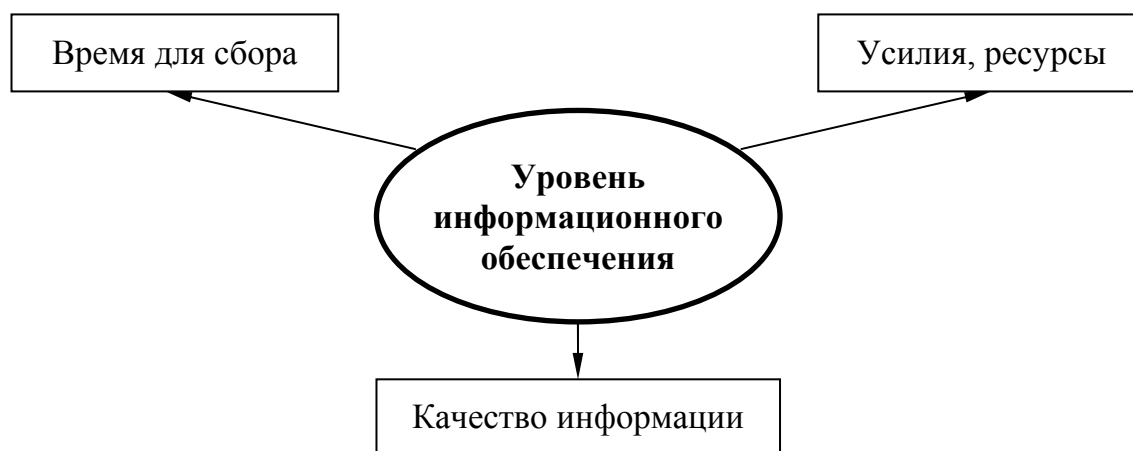 Время для сбора
Усилия, ресурсы
Уровень
информационного
обеспечения
Качество информации